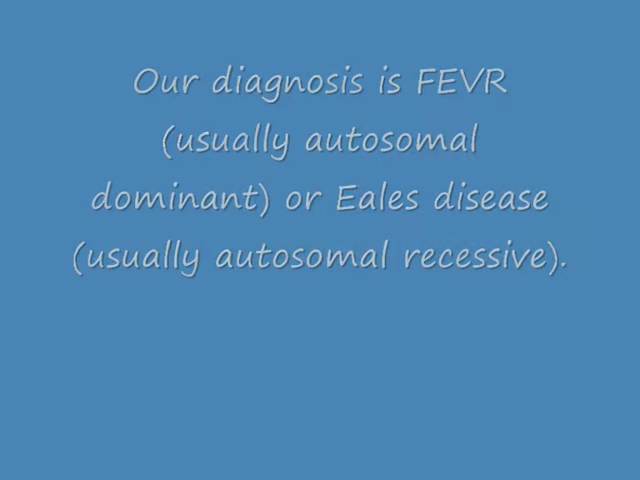 Our diagnosis is FEVR
(usually autosomal
dominant) or Eales disease
(usually autosomal recessive).